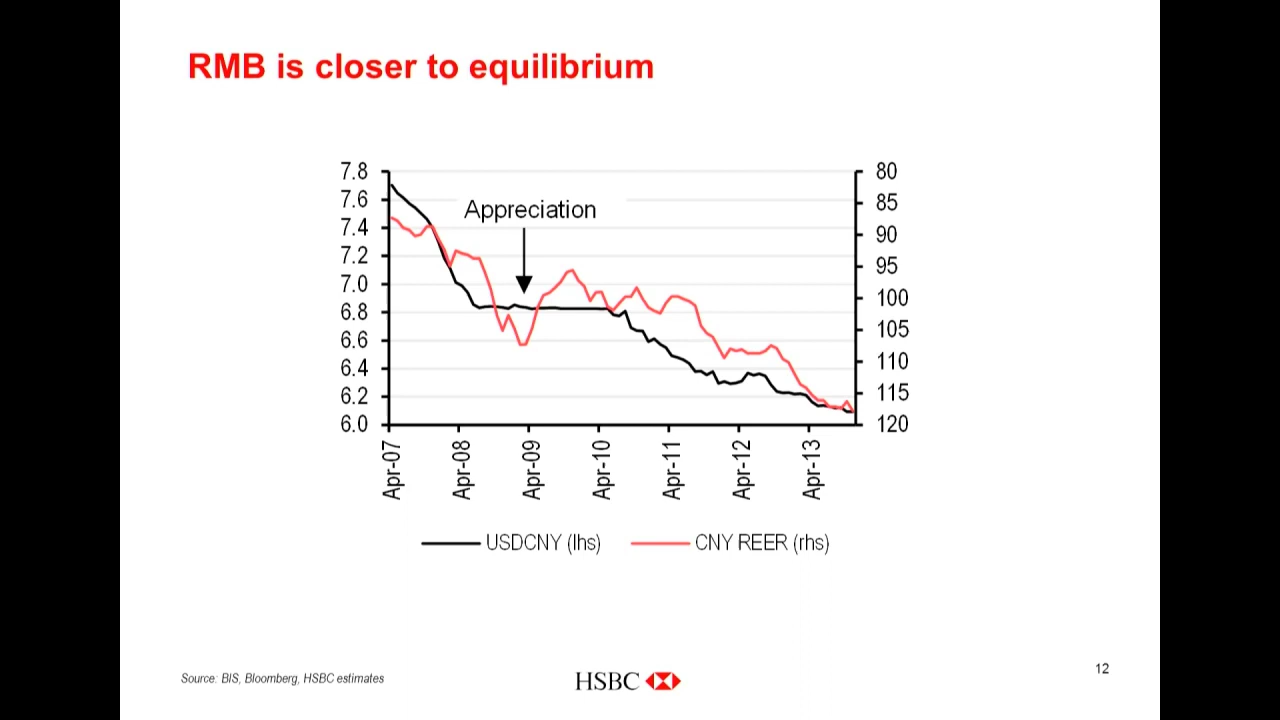 RMB is closer to equilibrium
7.8
7.6
7.4
7.2
7.0
6.8
6.6
6.4
6.2
6.0
Appreciation
80
85
90
95
100
105
110
115
120
Apr-07
Apr-08
Apr-09
Apr-10
Apr-11
Apr-12
Apr-13
USDCNY (lhs) CNY REER (rhs)
Source: BIS, Bloomberg, HSBC estimates
HSBC
12